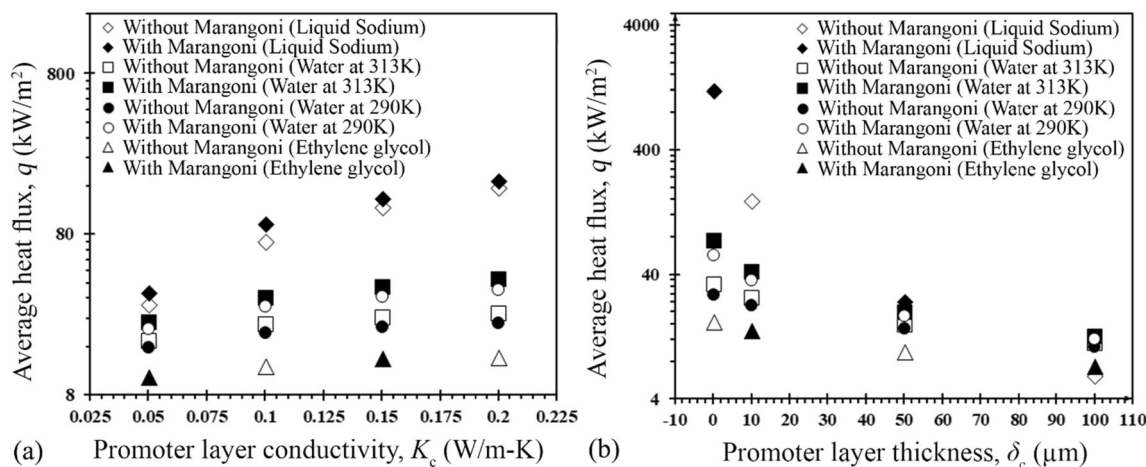 Without Marangoni (Liquid Sodium)
With Marangoni (Liquid Sodium)
Without Marangoni (Water at 313K)
With Marangoni (Water at 313K)
Without Marangoni (Water at 290K)
With Marangoni (Water at 290K)
Without Marangoni (Ethylene glycol)
With Marangoni (Ethylene glycol)
Average heat flux, q (kW/m²)
800
80
8
0.025 0.05 0.075 0.1 0.125 0.15 0.175 0.2 0.225
(a) Promoter layer conductivity, Kc (W/m-K)
Without Marangoni (Liquid Sodium)
With Marangoni (Liquid Sodium)
Without Marangoni (Water at 313K)
With Marangoni (Water at 313K)
Without Marangoni (Water at 290K)
With Marangoni (Water at 290K)
Without Marangoni (Ethylene glycol)
With Marangoni (Ethylene glycol)
Average heat flux, q (kW/m²)
4000
400
40
4
-10 0 10 20 30 40 50 60 70 80 90 100 110
(b) Promoter layer thickness, δc (μm)